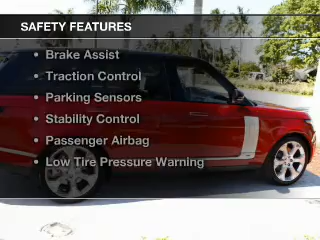 SAFETY FEATURES
• Brake Assist
• Traction Control
• Parking Sensors
• Stability Control
• Passenger Airbag
• Low Tire Pressure Warning